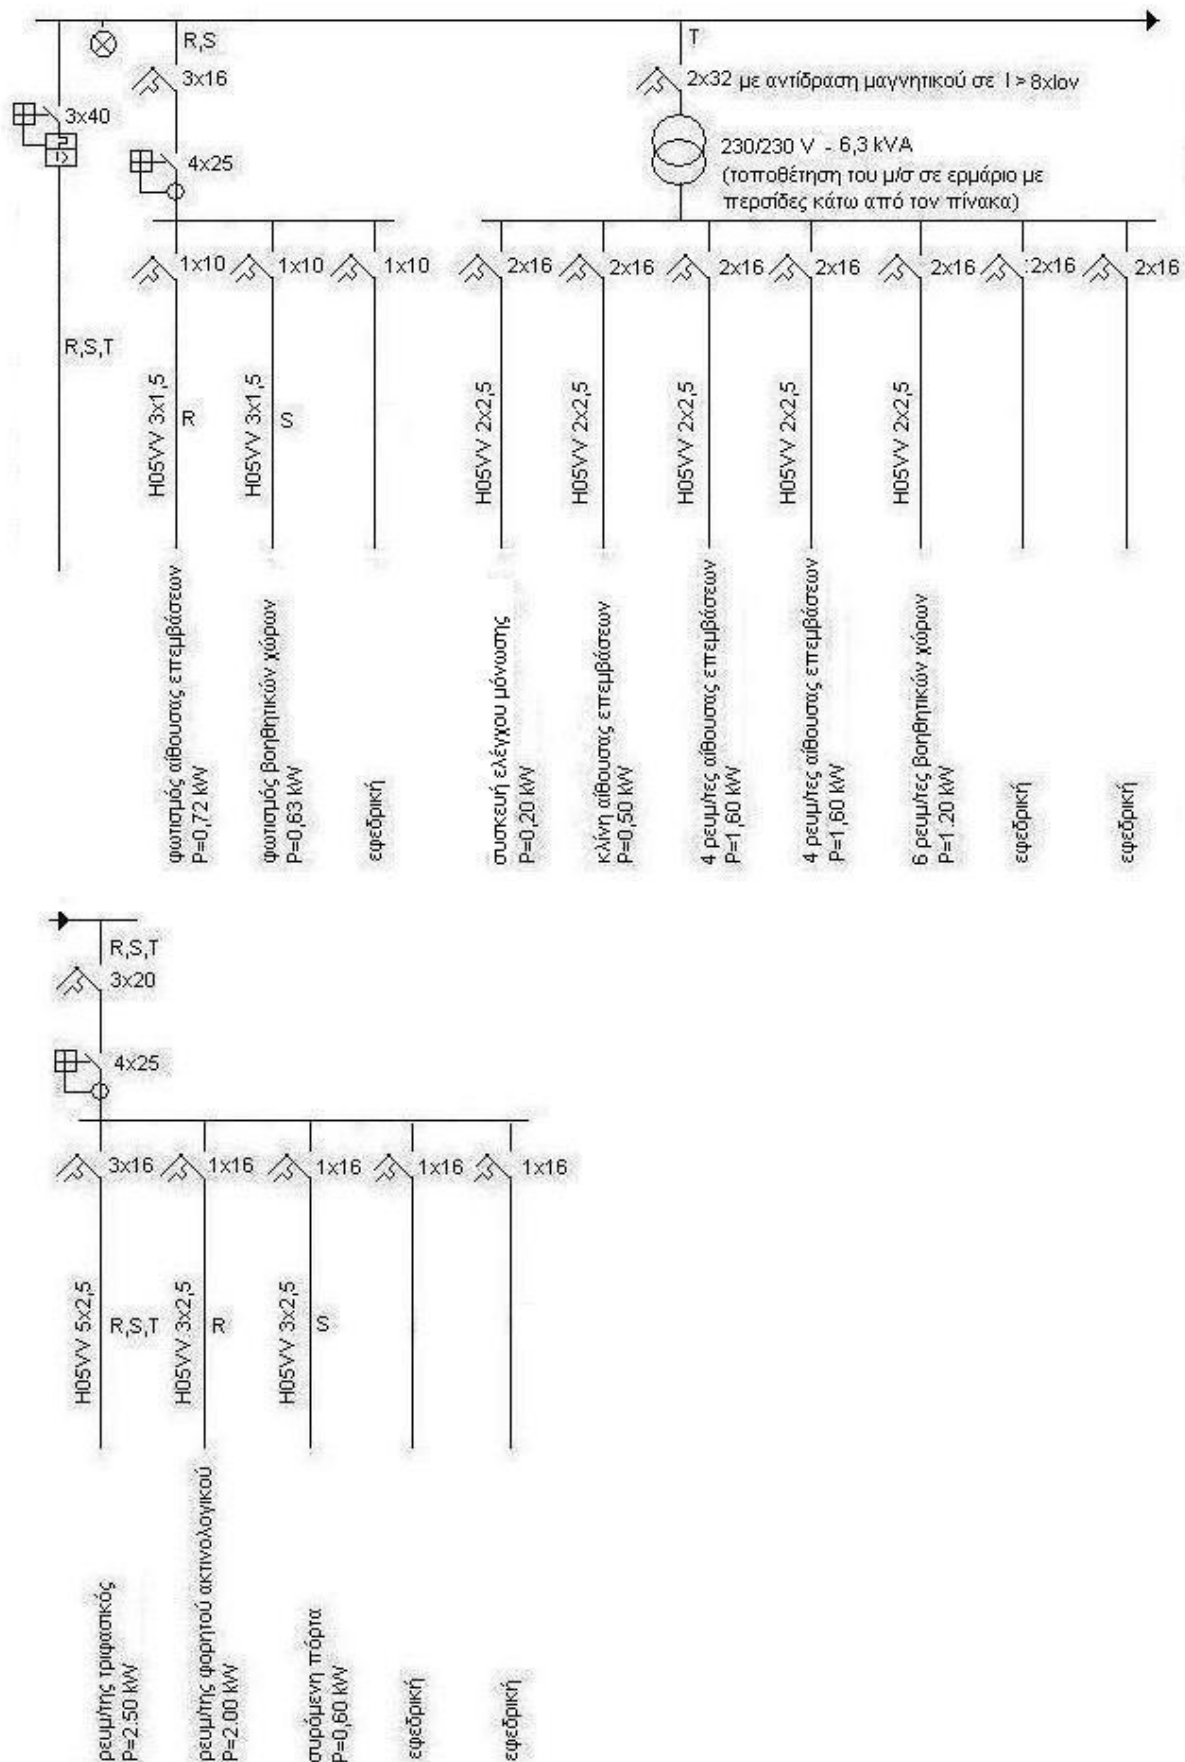 R,S
T
3x16
2x32 με αντίδραση μαγνητικού σε I > 8xIον
3x40
4x25
230/230 V - 6,3 kVA
(τοποθέτηση του μ/σ σε ερμάριο με
περσίδες κάτω από τον πίνακα)
1x10
1x10
1x10
2x16
2x16
2x16
2x16
2x16
2x16
2x16
R,S,T
H05VV 3x1,5
R
H05VV 3x1,5
S
H05VV 2x2,5
H05VV 2x2,5
H05VV 2x2,5
H05VV 2x2,5
H05VV 2x2,5
φωτισμός αίθουσας επεμβάσεων
P=0,72 kW
φωτισμός βοηθητικών χώρων
P=0,63 kW
εφεδρική
συσκευή ελέγχου μόνωσης
P=0,20 kW
κλίνη αίθουσας επεμβάσεων
P=0,50 kW
4 ρευμ/τες αίθουσας επεμβάσεων
P=1,60 kW
4 ρευμ/τες αίθουσας επεμβάσεων
P=1,60 kW
6 ρευμ/τες βοηθητικών χώρων
P=1.20 kW
εφεδρική
εφεδρική
R,S,T
3x20
4x25
3x16
1x16
1x16
1x16
1x16
H05VV 5x2,5
R,S,T
H05VV 3x2,5
R
H05VV 3x2,5
S
ρευμ/της τριφασικός
P=2.50 kW
ρευμ/της φορητού ακτινολογικού
P=2.00 kW
συρόμενη πόρτα
P=0,60 kW
εφεδρική
εφεδρική